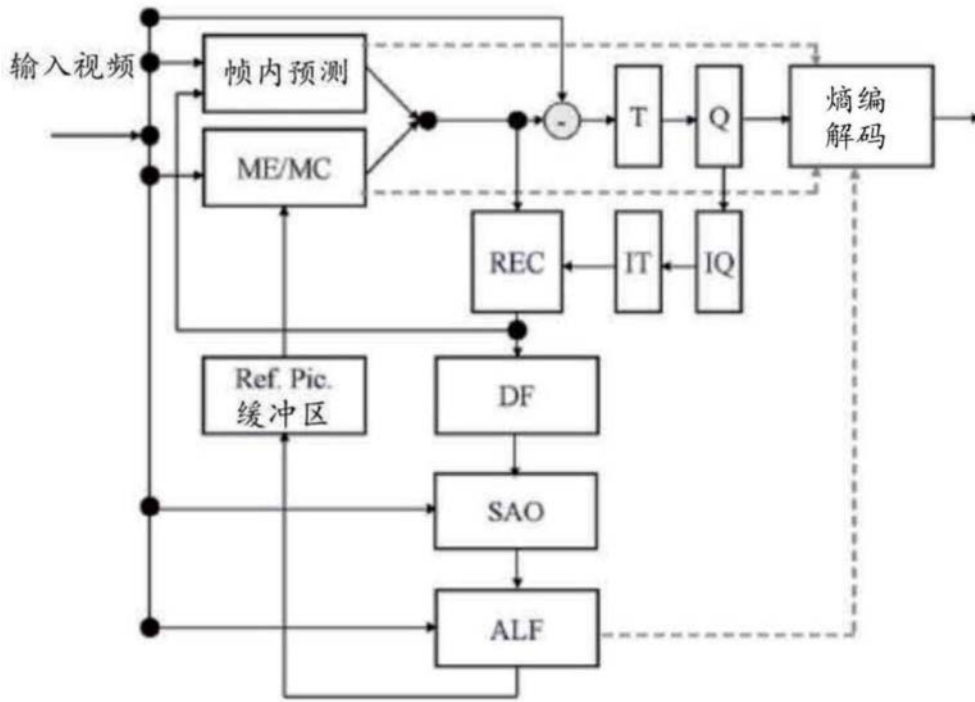 输入视频
帧内预测
ME/MC
-
T
Q
熵编
解码
REC
IT
IQ
Ref. Pic.
缓冲区
DF
SAO
ALF